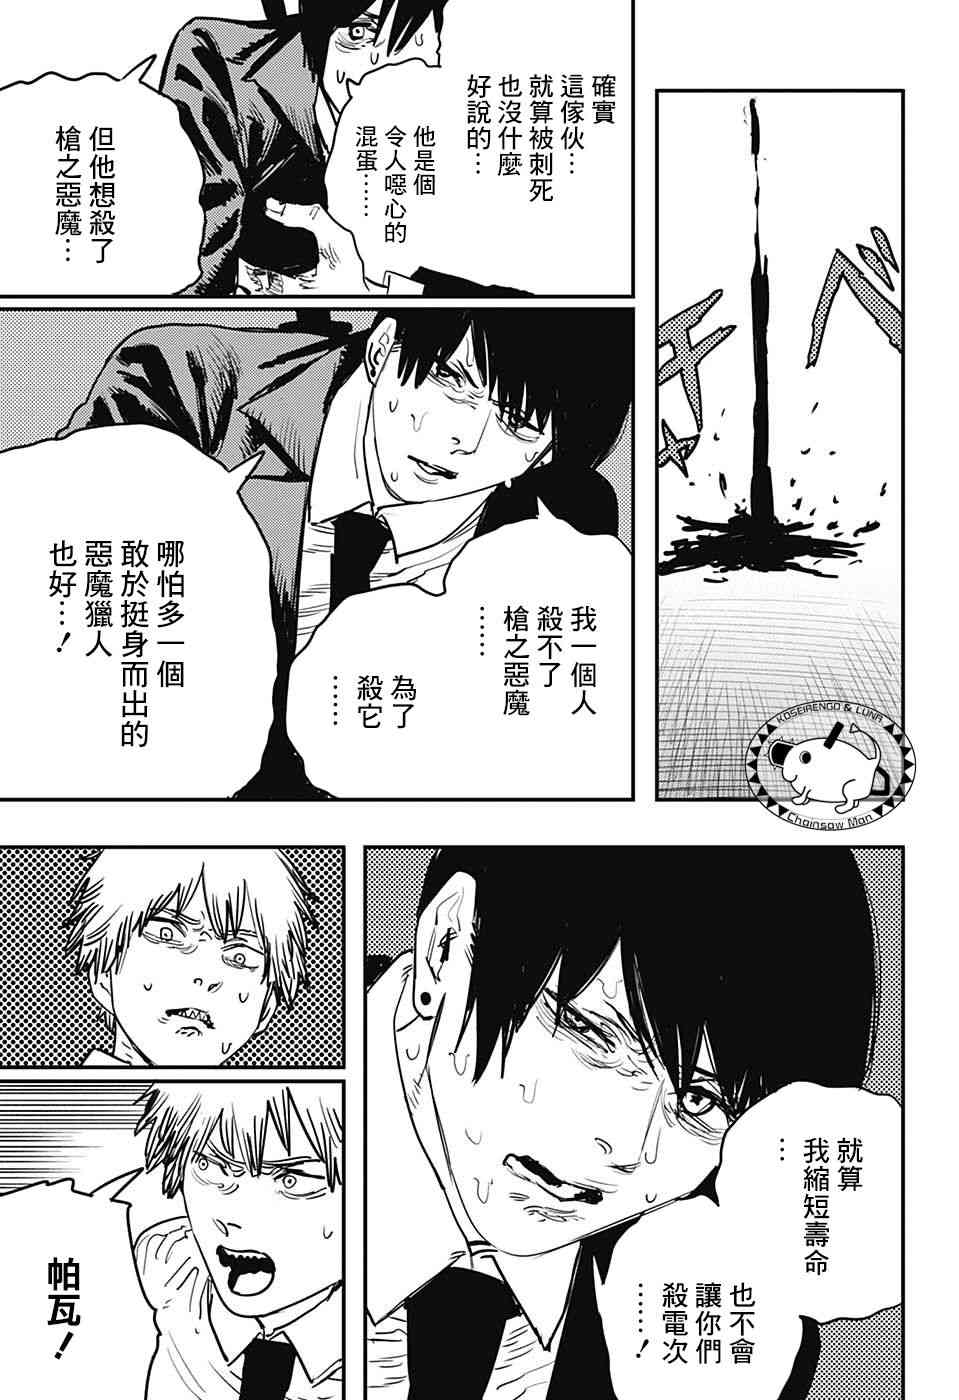 ギ
ギッ
確實
這傢伙…
就算被刺死
也沒什麼
好說的…
他是個
令人噁心的
混蛋……
但他想殺了
槍之惡魔…
我一個人
殺不了
槍之惡魔
……
為了
殺它
……
哪怕多一個
敢於挺身而出的
惡魔獵人
也好…！
KOSEIRENGO & LUNA
Chainsaw Man
就算
我縮短壽命
…
也不會
讓你們
殺電次
……！
帕瓦！